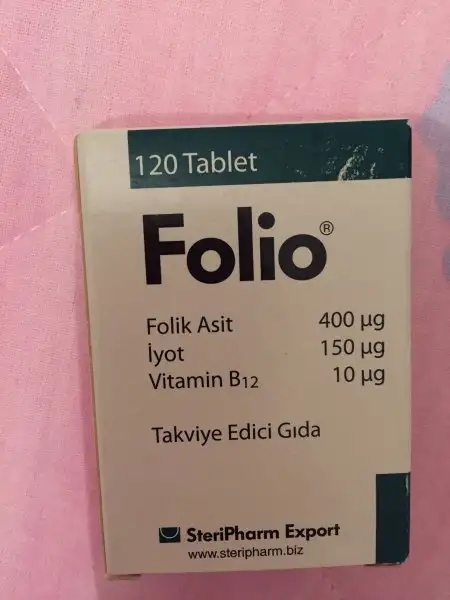 120 Tablet
Folio®
Folik Asit 400 µg
İyot 150 µg
Vitamin B12 10 µg
Takviye Edici Gıda
SteriPharm Export
www.steripharm.biz